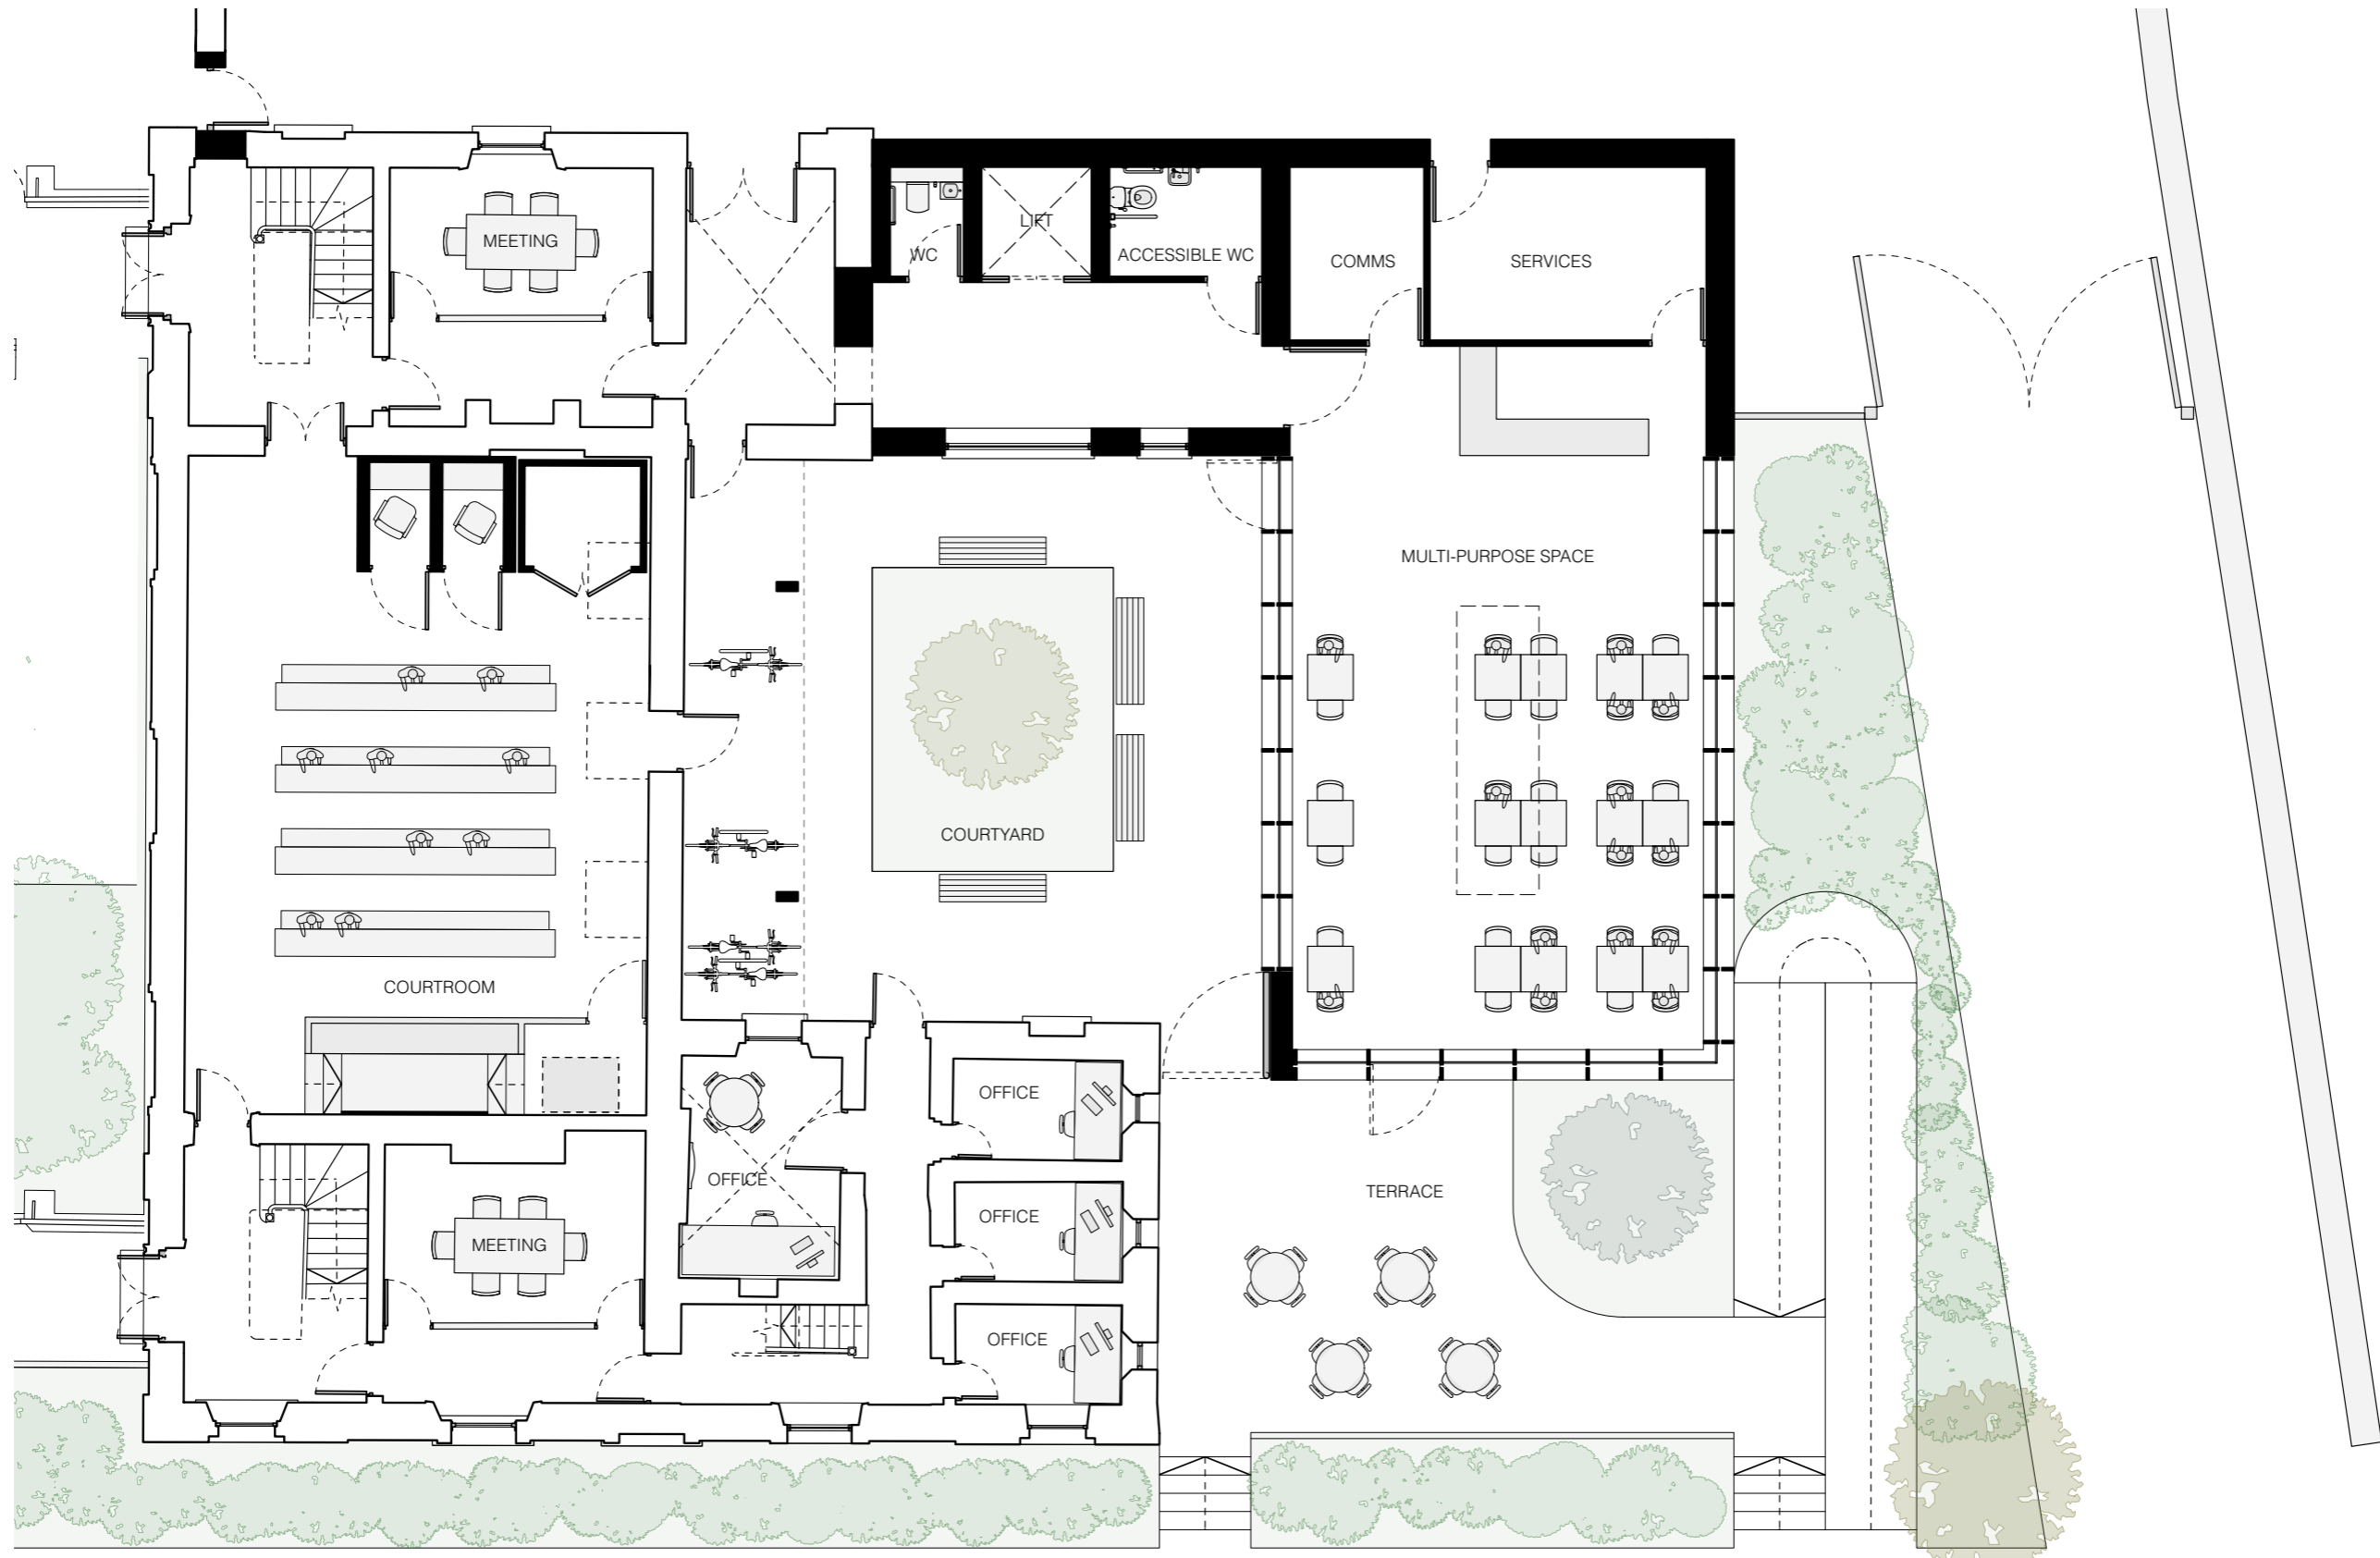 MEETING
WC
LIFT
ACCESSIBLE WC
COMMS
SERVICES
MULTI-PURPOSE SPACE
COURTYARD
COURTROOM
OFFICE
OFFICE
TERRACE
OFFICE
MEETING
OFFICE